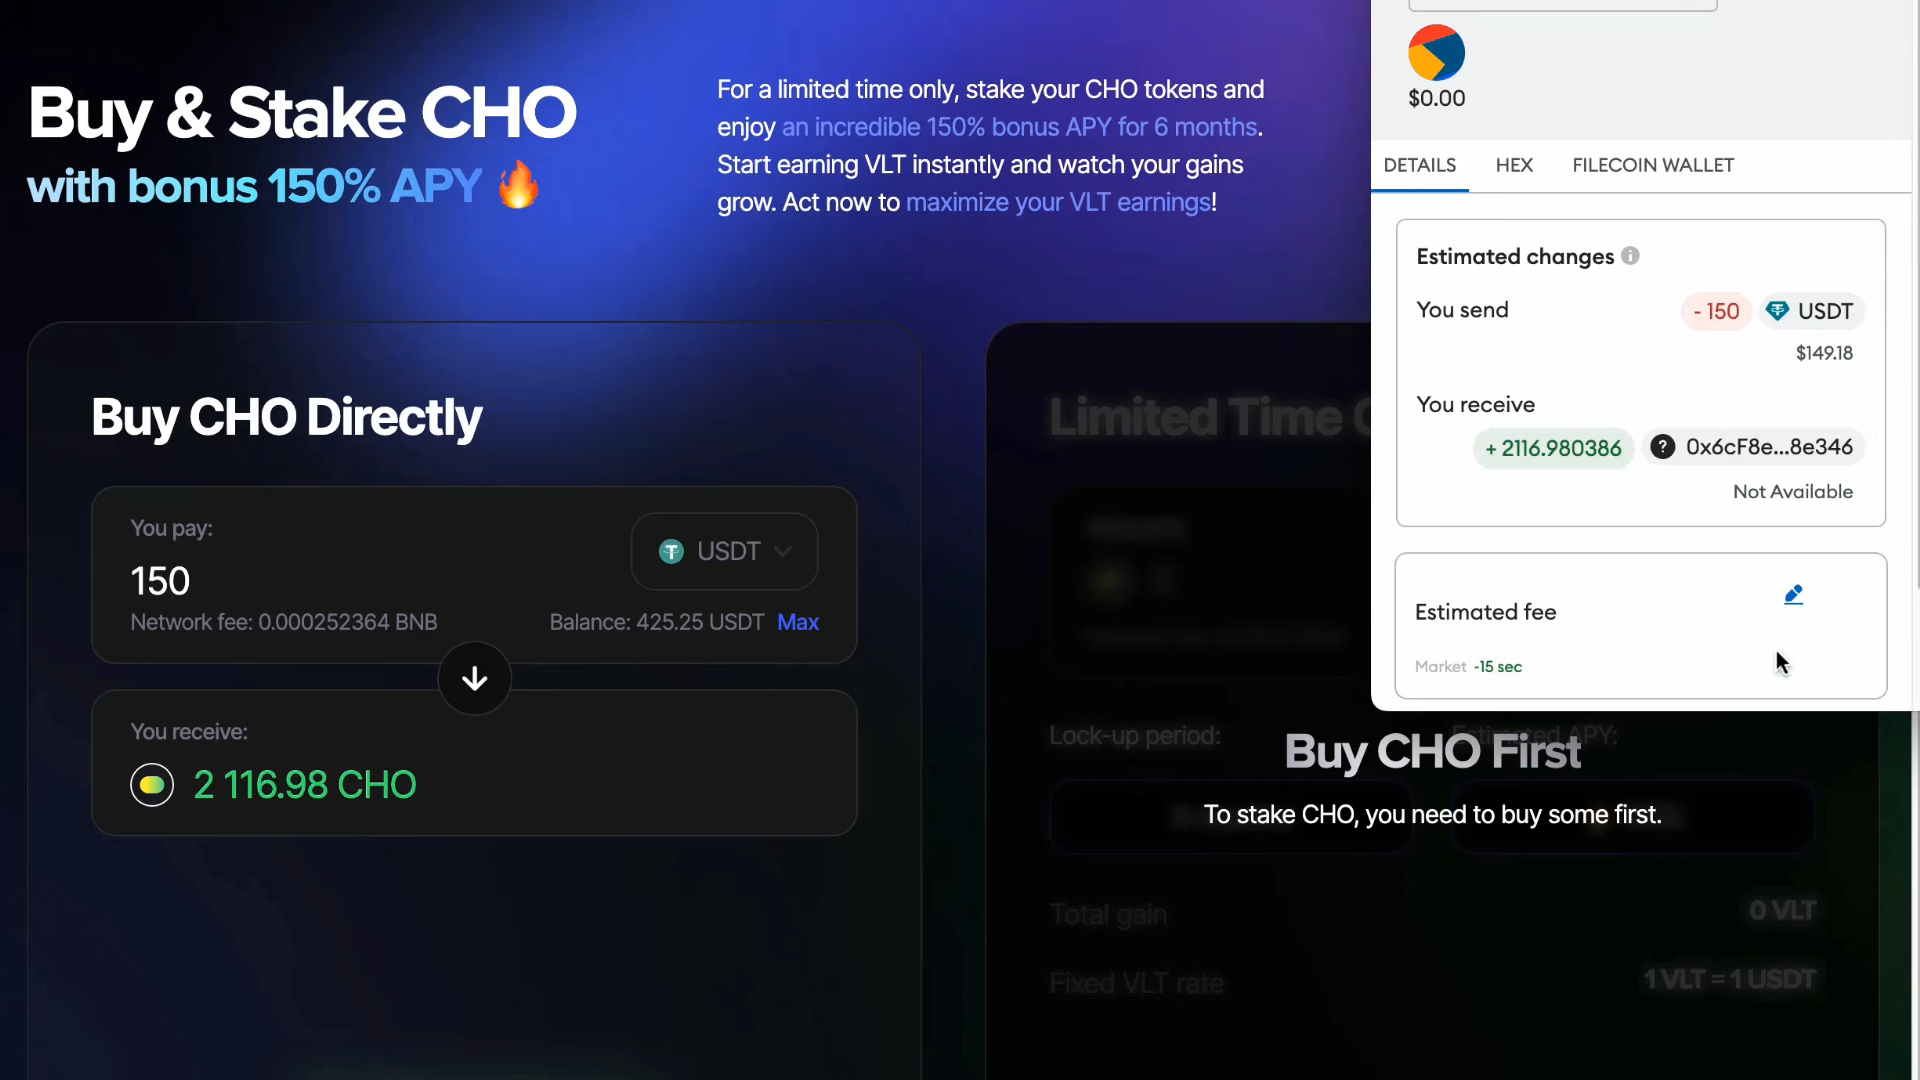 Buy & Stake CHO
with bonus 150% APY 🔥
For a limited time only, stake your CHO tokens and
enjoy an incredible 150% bonus APY for 6 months.
Start earning VLT instantly and watch your gains
grow. Act now to maximize your VLT earnings!
Buy CHO Directly
You pay:
150
USDT
Network fee: 0.000252364 BNB
Balance: 425.25 USDT Max
You receive:
2 116.98 CHO
Limited Time
Lock-up period:
Estimated APY:
Buy CHO First
To stake CHO, you need to buy some first.
Total gain
0 VLT
Fixed VLT rate
1 VLT = 1 USDT
$0.00
DETAILS
HEX
FILECOIN WALLET
Estimated changes
You send
- 150
USDT
$149.18
You receive
+ 2116.980386
? 0x6cF8e...8e346
Not Available
Estimated fee
Market -15 sec